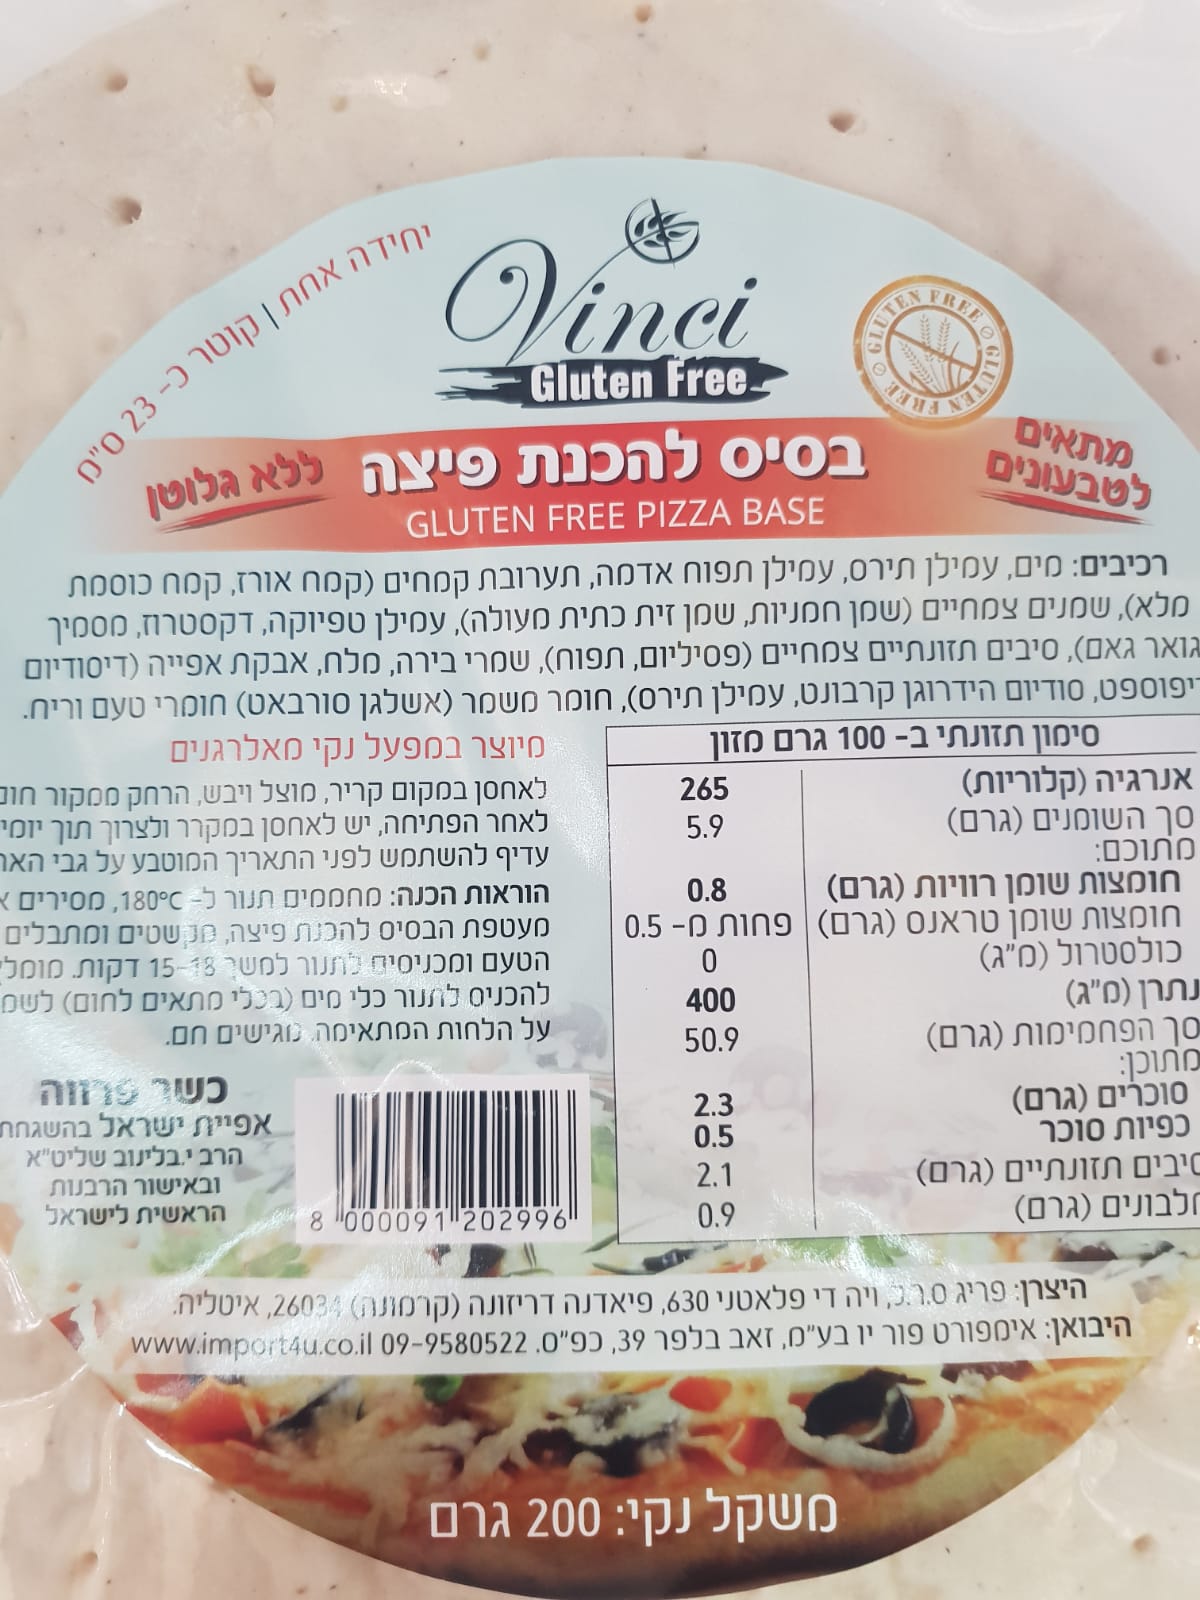 יחידה אחת | קוטר כ- 23 ס"מ
Vinci
Gluten Free
GLUTEN FREE GLUTEN FREE
מתאים
לטבעונים
בסיס להכנת פיצה
ללא גלוטן
GLUTEN FREE PIZZA BASE
רכיבים: מים, עמילן תירס, עמילן תפוח אדמה, תערובת קמחים (קמח אורז, קמח כוסמת
מלא), שמנים צמחיים (שמן חמניות, שמן זית כתית מעולה), עמילן טפיוקה, דקסטרוז, מסמיך
גואר גאם), סיבים תזונתיים צמחיים (פסיליום, תפוח), שמרי בירה, מלח, אבקת אפייה (דיסודיום
דיפוספט, סודיום הידרוגן קרבונט, עמילן תירס), חומר משמר (אשלגן סורבאט) חומרי טעם וריח.
סימון תזונתי ב- 100 גרם מזון
אנרגיה (קלוריות) 265
סך השומנים (גרם) 5.9
מתוכם:
חומצות שומן רוויות (גרם) 0.8
חומצות שומן טראנס (גרם) פחות מ- 0.5
כולסטרול (מ"ג) 0
נתרן (מ"ג) 400
סך הפחמימות (גרם) 50.9
מתוכן:
סוכרים (גרם) 2.3
כפיות סוכר 0.5
סיבים תזונתיים (גרם) 2.1
חלבונים (גרם) 0.9
מיוצר במפעל נקי מאלרגנים
לאחסן במקום קריר, מוצל ויבש, הרחק ממקור
לאחר הפתיחה, יש לאחסן במקרר ולצרוך תוך
עדיף להשתמש לפני התאריך המוטבע על גבי
הוראות הכנה: מחממים תנור ל- 180°C, מסירים
מעטפת הבסיס להכנת פיצה, מקשטים ומתבלים
הטעם ומכניסים לתנור למשך 15-18 דקות.
להכניס לתנור כלי מים (בכלי מתאים לחום)
על הלחות המתאימה. מגישים חם.
כשר פרווה
אפיית ישראל בהשגחת
הרב י.בלינוב שליט"א
ובאישור הרבנות
הראשית לישראל
8 000091 202996
היצרן: פריג ס.ר.ל, ויה די פלאטני 630, פיאדנה דריזונה (קרמונה) 26034, איטליה.
היבואן: אימפורט פור יו בע"מ, זאב בלפר 39, כפ"ס. 09-9580522 www.import4u.co.il
משקל נקי: 200 גרם